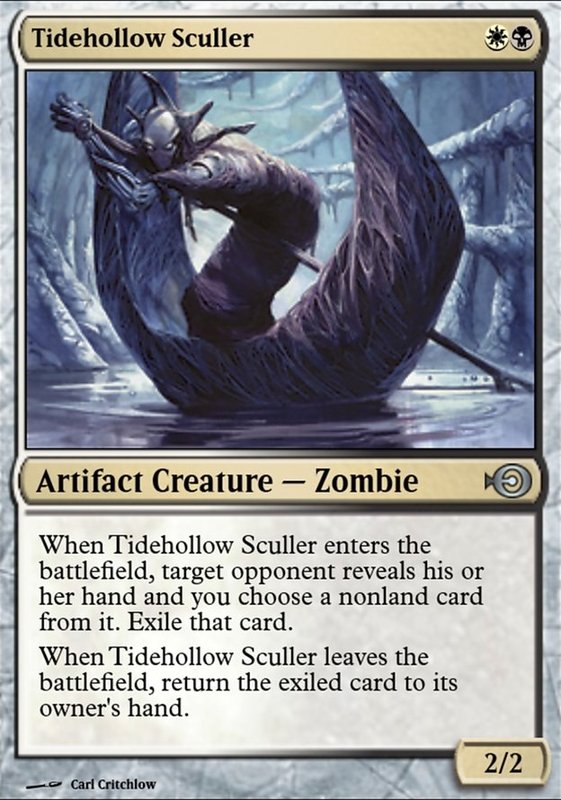 Tidehollow Sculler
Artifact Creature — Zombie
When Tidehollow Sculler enters the
battlefield, target opponent reveals his or
her hand and you choose a nonland card
from it. Exile that card.
When Tidehollow Sculler leaves the
battlefield, return the exiled card to its
owner's hand.
2/2
Carl Critchlow